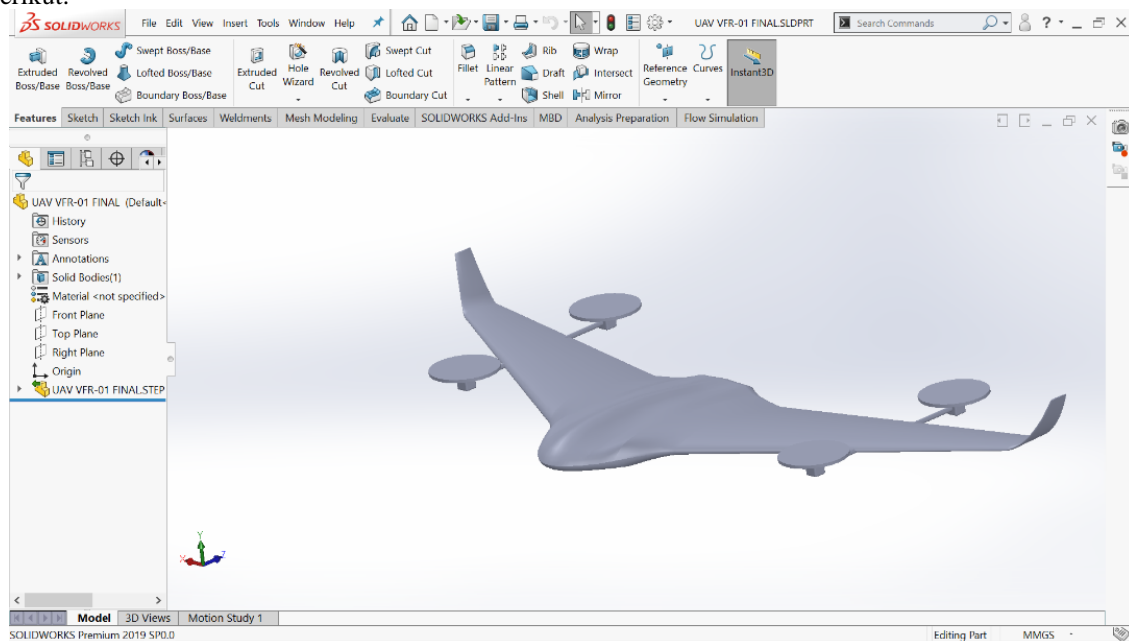 erikut.
SOLIDWORKS File Edit View Insert Tools Window Help UAV VFR-01 FINAL.SLDPRT Search Commands ?
Extruded Boss/Base
Revolved Boss/Base
Swept Boss/Base
Lofted Boss/Base
Boundary Boss/Base
Extruded Cut
Hole Wizard
Revolved Cut
Swept Cut
Lofted Cut
Boundary Cut
Fillet
Linear Pattern
Rib
Draft
Shell
Wrap
Intersect
Mirror
Reference Geometry
Curves
Instant3D
Features Sketch Sketch Ink Surfaces Weldments Mesh Modeling Evaluate SOLIDWORKS Add-Ins MBD Analysis Preparation Flow Simulation
UAV VFR-01 FINAL (Default<
History
Sensors
Annotations
Solid Bodies(1)
Material <not specified>
Front Plane
Top Plane
Right Plane
Origin
UAV VFR-01 FINAL.STEP
Y
X
Z
Model 3D Views Motion Study 1
SOLIDWORKS Premium 2019 SP0.0 Editing Part MMGS -